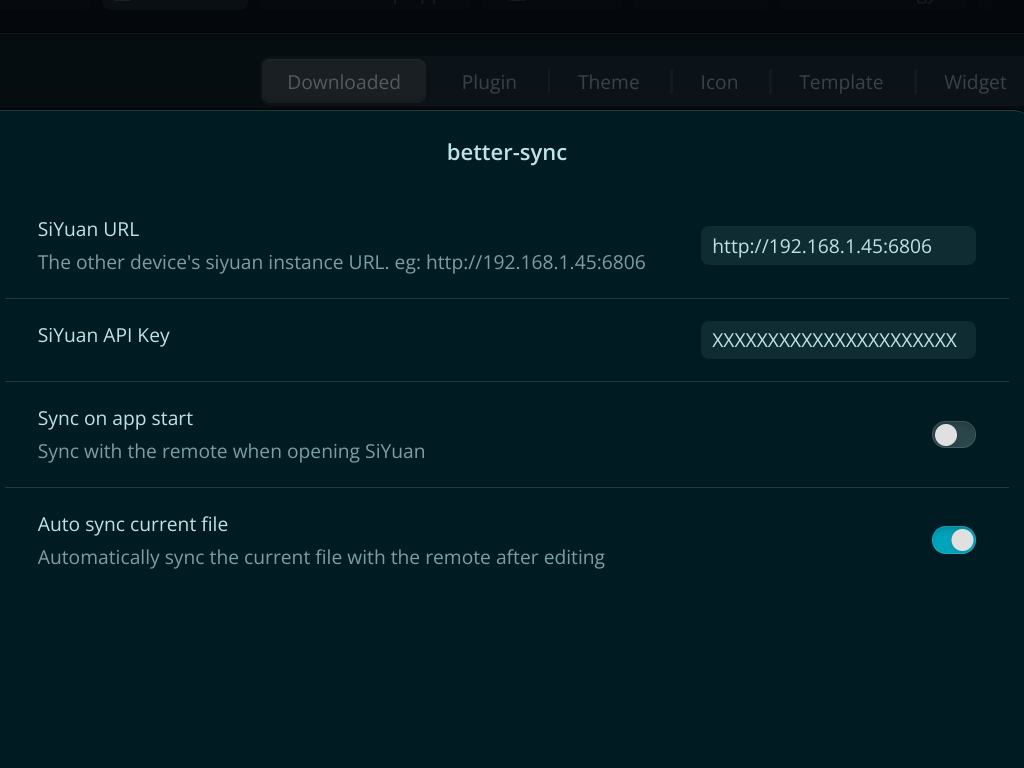 Downloaded Plugin Theme Icon Template Widget
better-sync
SiYuan URL
http://192.168.1.45:6806
The other device's siyuan instance URL. eg: http://192.168.1.45:6806
SiYuan API Key
XXXXXXXXXXXXXXXXXXXXXX
Sync on app start
Sync with the remote when opening SiYuan
Auto sync current file
Automatically sync the current file with the remote after editing